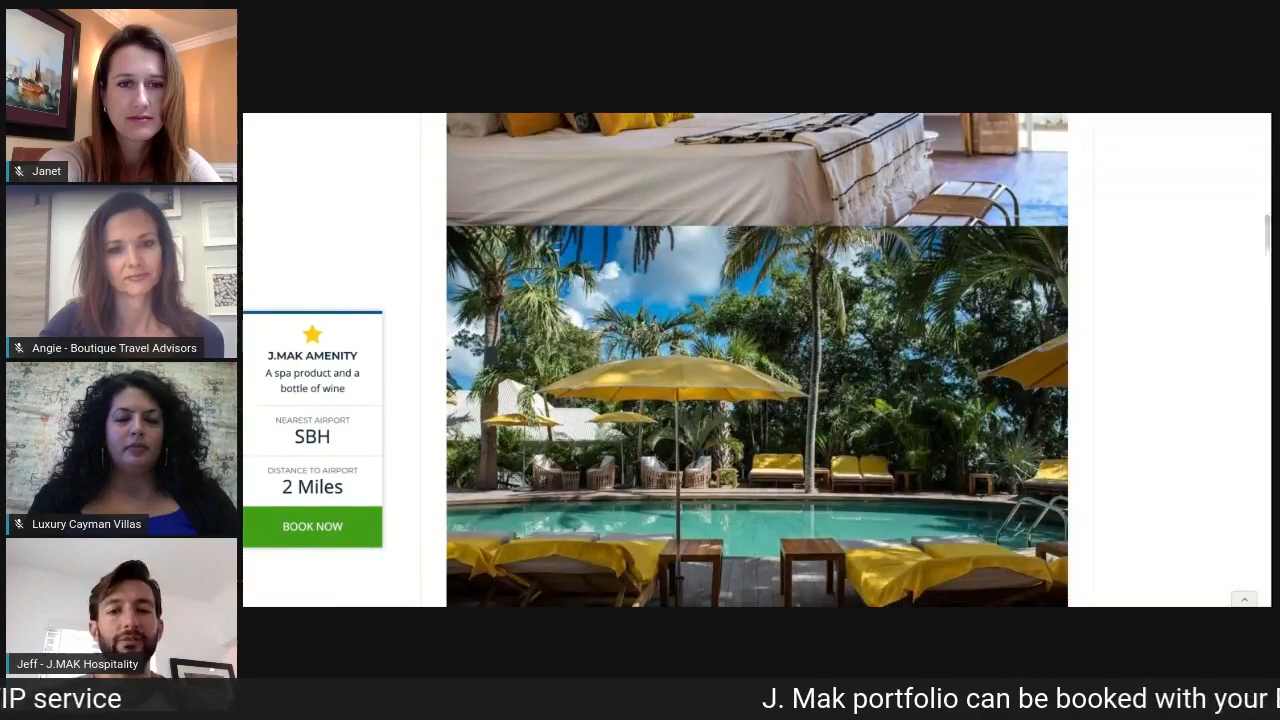 Janet
Angie - Boutique Travel Advisors
Luxury Cayman Villas
Jeff - J.MAK Hospitality
J.MAK AMENITY
A spa product and a
bottle of wine
NEAREST AIRPORT
SBH
DISTANCE TO AIRPORT
2 Miles
BOOK NOW
IP service
J. Mak portfolio can be booked with your